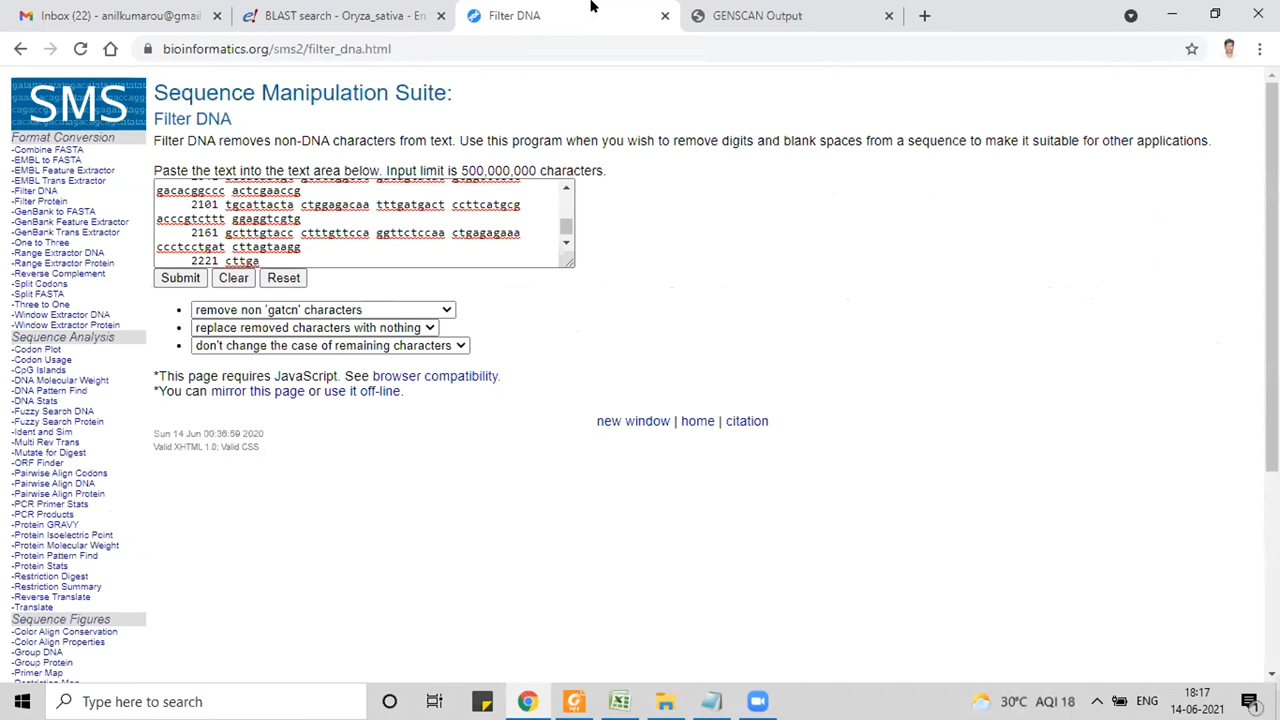 Inbox (22) - anilkumarou@gmail
BLAST search - Oryza_sativa - En
Filter DNA
GENSCAN Output
bioinformatics.org/sms2/filter_dna.html
SMS
Format Conversion
-Combine FASTA
-EMBL to FASTA
-EMBL Feature Extractor
-EMBL Trans Extractor
-Filter DNA
-Filter Protein
-GenBank to FASTA
-GenBank Feature Extractor
-GenBank Trans Extractor
-One to Three
-Range Extractor DNA
-Range Extractor Protein
-Reverse Complement
-Split Codons
-Split FASTA
-Three to One
-Window Extractor DNA
-Window Extractor Protein
Sequence Analysis
-Codon Plot
-Codon Usage
-CpG Islands
-DNA Molecular Weight
-DNA Pattern Find
-DNA Stats
-Fuzzy Search DNA
-Fuzzy Search Protein
-Ident and Sim
-Multi Rev Trans
-Mutate for Digest
-ORF Finder
-Pairwise Align Codons
-Pairwise Align DNA
-Pairwise Align Protein
-PCR Primer Stats
-PCR Products
-Protein GRAVY
-Protein Isoelectric Point
-Protein Molecular Weight
-Protein Pattern Find
-Protein Stats
-Restriction Digest
-Restriction Summary
-Reverse Translate
-Translate
Sequence Figures
-Color Align Conservation
-Color Align Properties
-Group DNA
-Group Protein
-Primer Map
Sequence Manipulation Suite:
Filter DNA
Filter DNA removes non-DNA characters from text. Use this program when you wish to remove digits and blank spaces from a sequence to make it suitable for other applications.
Paste the text into the text area below. Input limit is 500,000,000 characters.
gacacggccc actcgaaccg
2101 tgcattacta ctggagacaa tttgatgact ccttcatgcg
acccgtcttt ggaggtcgtg
2161 gctttgtacc ctttgttcca ggttctccaa ctgagagaaa
ccctcctgat cttagtaagg
2221 cttga
Submit Clear Reset
• remove non 'gatcn' characters
• replace removed characters with nothing
• don't change the case of remaining characters
*This page requires JavaScript. See browser compatibility.
*You can mirror this page or use it off-line.
new window | home | citation
Sun 14 Jun 00:36:59 2020
Valid XHTML 1.0; Valid CSS
Type here to search
30°C AQI 18
ENG
18:17
14-06-2021